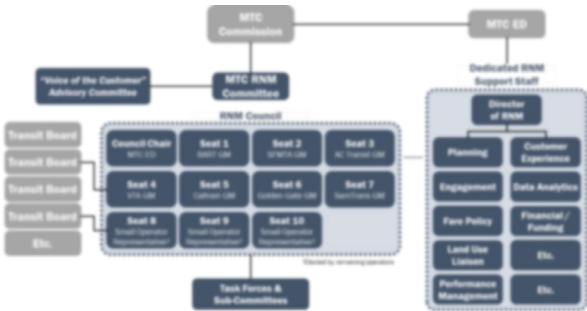 MTC
Commission
MTC ED
"Voice of the Customer"
Advisory Committee
MTC RNM
Committee
Dedicated RNM
Support Staff
Director
of RNM
RNM Council
Transit Board
Transit Board
Transit Board
Transit Board
Etc.
Council Chair
MTC ED
Seat 1
BART GM
Seat 2
SFMTA GM
Seat 3
AC Transit GM
Seat 4
VTA GM
Seat 5
Caltrain GM
Seat 6
Golden Gate GM
Seat 7
SamTrans GM
Seat 8
Small Operator
Representative*
Seat 9
Small Operator
Representative*
Seat 10
Small Operator
Representative*
*Elected by remaining operators
Task Forces &
Sub-Committees
Planning
Customer
Experience
Engagement
Data Analytics
Fare Policy
Financial /
Funding
Land Use
Liaison
Etc.
Performance
Management
Etc.